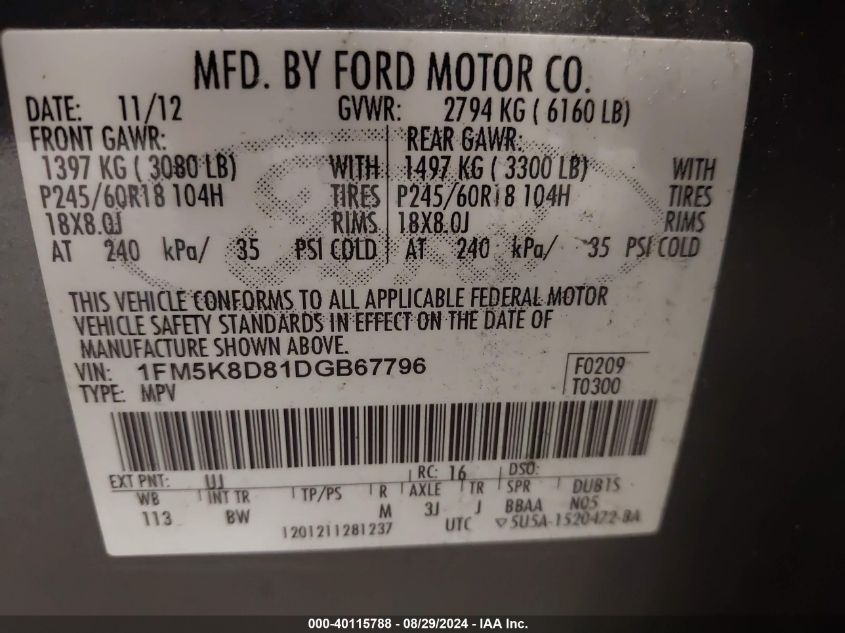 MFD. BY FORD MOTOR CO.
DATE: 11/12 GVWR: 2794 KG ( 6160 LB)
FRONT GAWR: REAR GAWR:
1397 KG ( 3080 LB) WITH 1497 KG ( 3300 LB) WITH
P245/60R18 104H TIRES P245/60R18 104H TIRES
18X8.0J RIMS 18X8.0J RIMS
AT 240 kPa/ 35 PSI COLD AT 240 kPa/ 35 PSI COLD
THIS VEHICLE CONFORMS TO ALL APPLICABLE FEDERAL MOTOR
VEHICLE SAFETY STANDARDS IN EFFECT ON THE DATE OF
MANUFACTURE SHOWN ABOVE.
VIN: 1FM5K8D81DGB67796 F0209
TYPE: MPV T0300
EXT PNT: UJ RC: 16 DSO:
WB INT TR TP/PS R AXLE TR SPR DUB1S
113 BW M 3J J BBAA N05
1201211281237 UTC 5U5A-1520472-BA
000-40115788 - 08/29/2024 - IAA Inc.